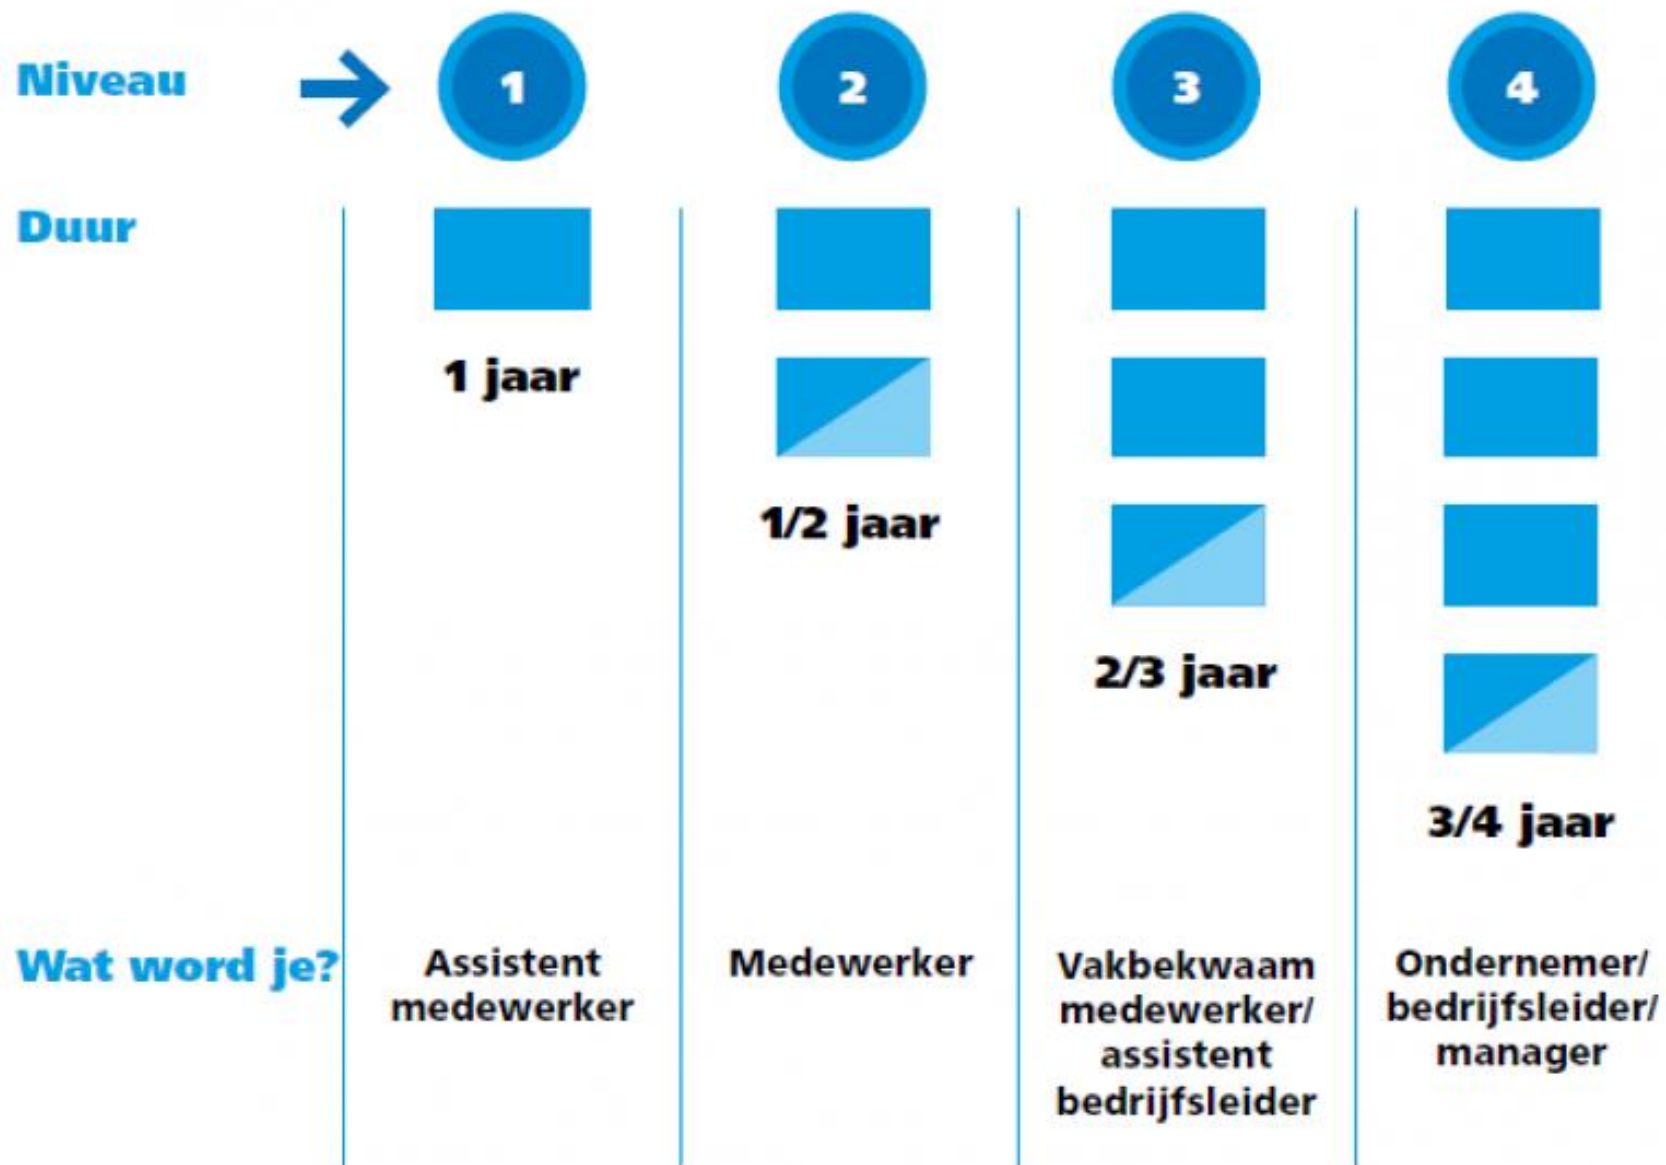 Niveau
1
2
3
4
Duur
1 jaar
1/2 jaar
2/3 jaar
3/4 jaar
Wat word je?
Assistent
medewerker
Medewerker
Vakbekwaam
medewerker/
assistent
bedrijfsleider
Ondernemer/
bedrijfsleider/
manager